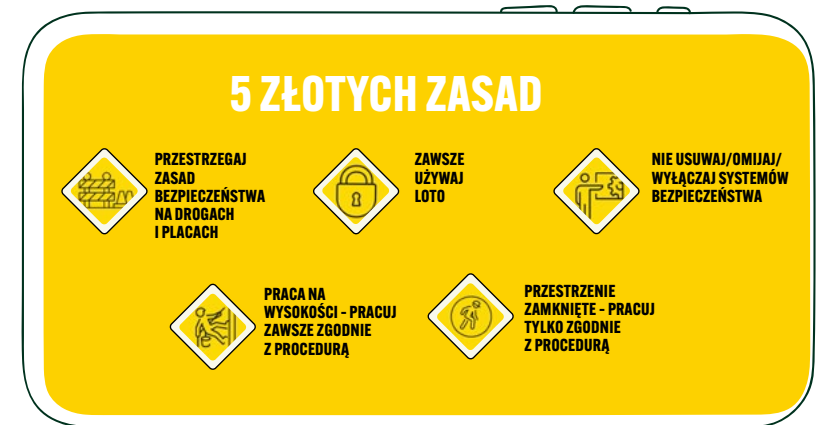 5 ZŁOTYCH ZASAD
PRZESTRZEGAJ
ZASAD
BEZPIECZEŃSTWA
NA DROGACH
I PLACACH
ZAWSZE
UŻYWAJ
LOTO
NIE USUWAJ/OMIJAJ/
WYŁĄCZAJ SYSTEMÓW
BEZPIECZEŃSTWA
PRACA NA
WYSOKOŚCI - PRACUJ
ZAWSZE ZGODNIE
Z PROCEDURĄ
PRZESTRZENIE
ZAMKNIĘTE - PRACUJ
TYLKO ZGODNIE
Z PROCEDURĄ